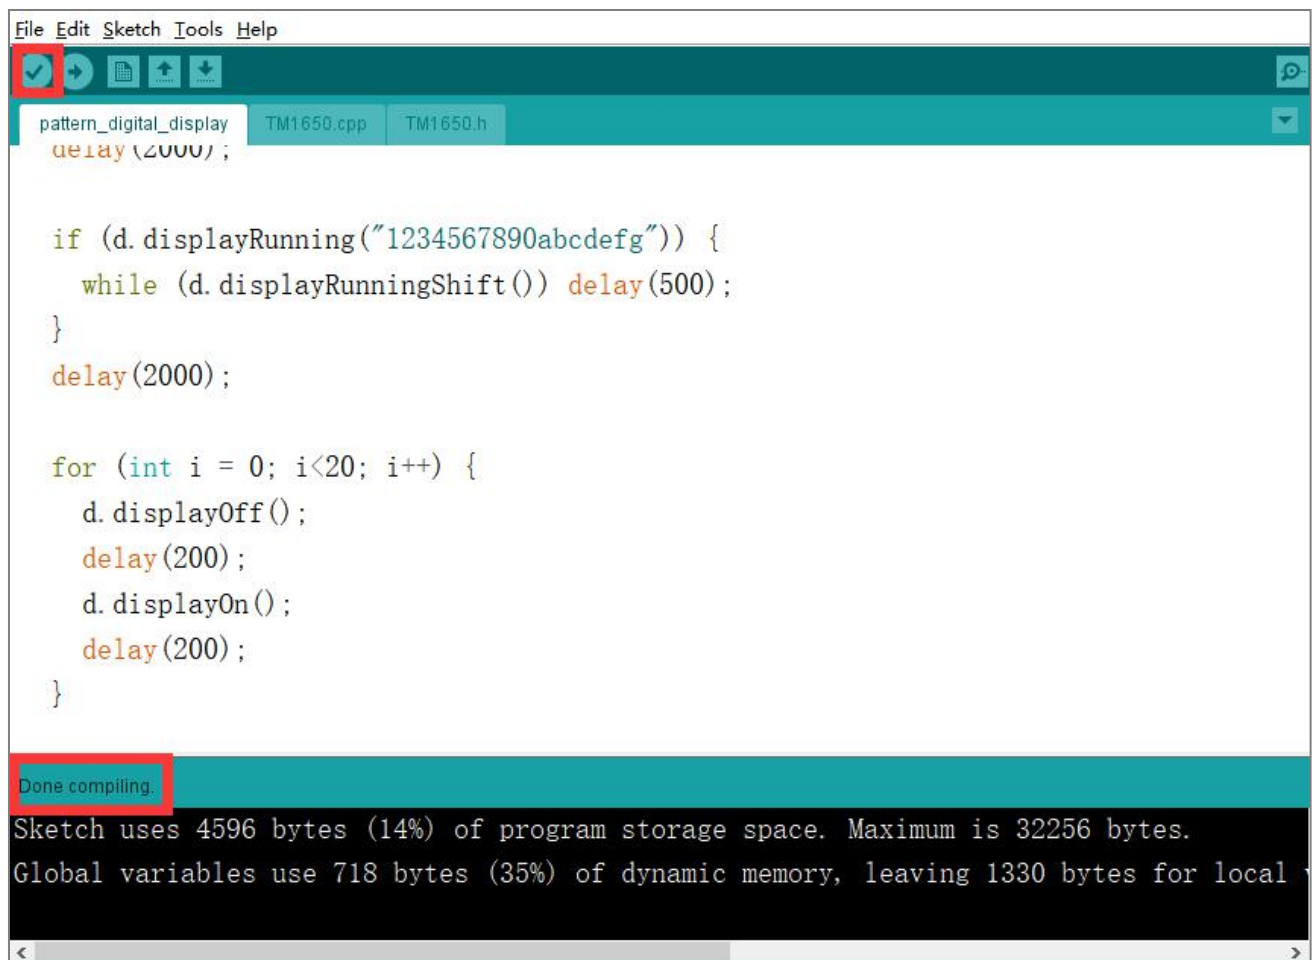 File Edit Sketch Tools Help
pattern_digital_display TM1650.cpp TM1650.h
delay(2000);
if (d.displayRunning("1234567890abcdefg")) {
while (d.displayRunningShift()) delay(500);
}
delay(2000);
for (int i = 0; i<20; i++) {
d.displayOff();
delay(200);
d.displayOn();
delay(200);
}
Done compiling.
Sketch uses 4596 bytes (14%) of program storage space. Maximum is 32256 bytes.
Global variables use 718 bytes (35%) of dynamic memory, leaving 1330 bytes for local